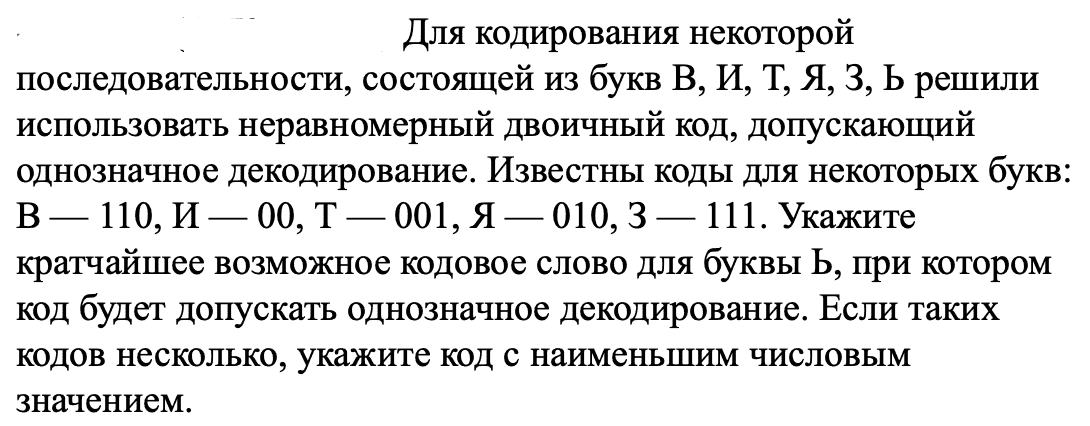 Для кодирования некоторой
последовательности, состоящей из букв В, И, Т, Я, З, Ь решили
использовать неравномерный двоичный код, допускающий
однозначное декодирование. Известны коды для некоторых букв:
В — 110, И — 00, Т — 001, Я — 010, З — 111. Укажите
кратчайшее возможное кодовое слово для буквы Ь, при котором
код будет допускать однозначное декодирование. Если таких
кодов несколько, укажите код с наименьшим числовым
значением.